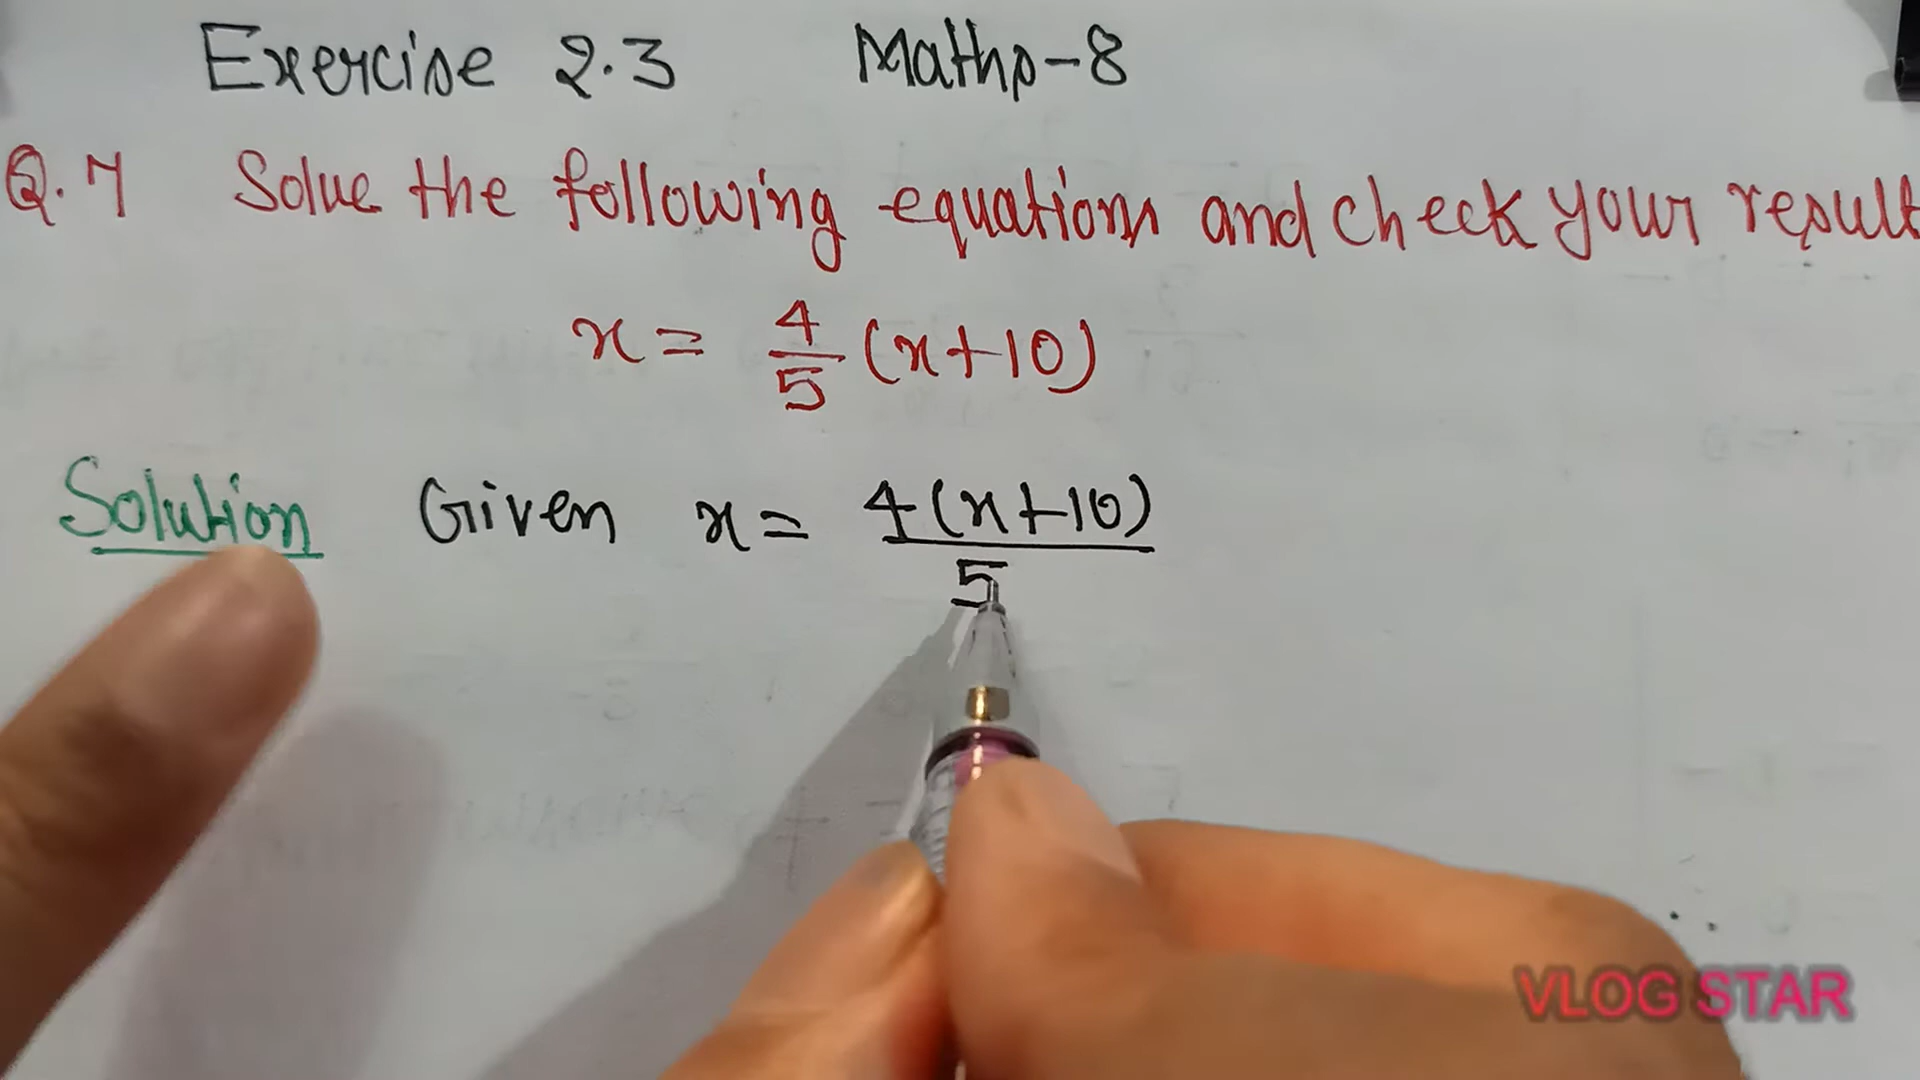 Exercise 2.3 Maths-8
Q.7 Solve the following equations and check your result
x = 4/5 (x+10)
Solution Given x = 4(x+10)/5
VLOG STAR